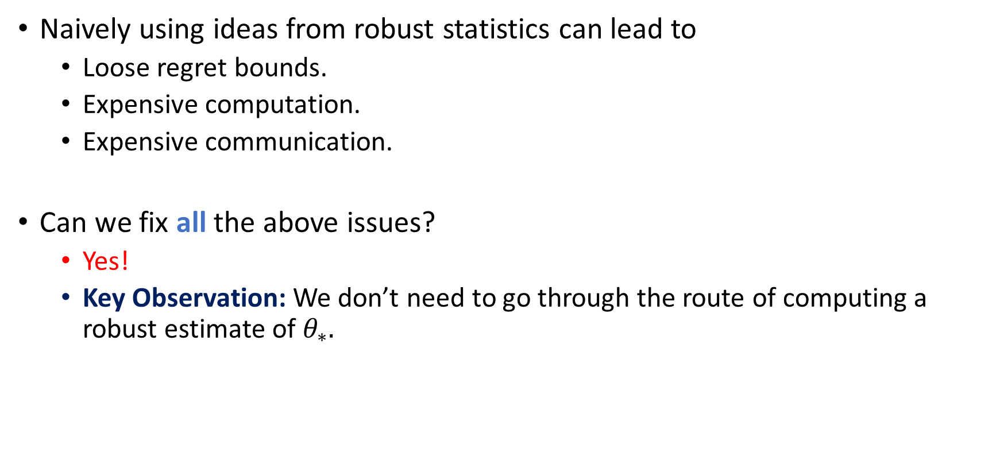 • Naively using ideas from robust statistics can lead to
• Loose regret bounds.
• Expensive computation.
• Expensive communication.
• Can we fix all the above issues?
• Yes!
• Key Observation: We don’t need to go through the route of computing a
robust estimate of θ∗.